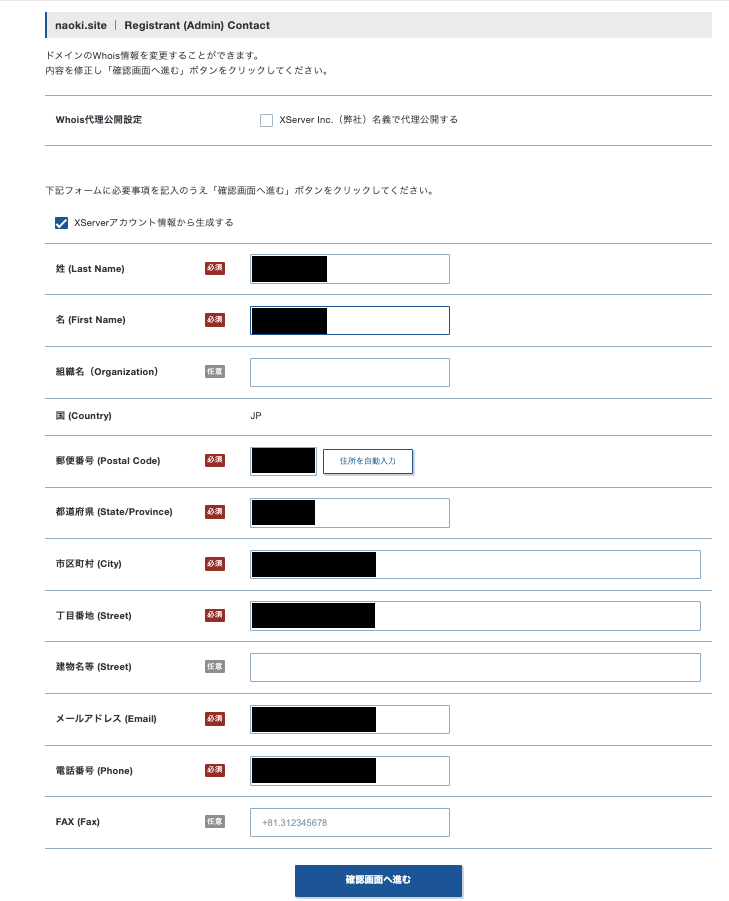 naoki.site | Registrant (Admin) Contact
ドメインのWhois情報を変更することができます。
内容を修正し「確認画面へ進む」ボタンをクリックしてください。
Whois代理公開設定 XServer Inc.（弊社）名義で代理公開する
下記フォームに必要事項を記入のうえ「確認画面へ進む」ボタンをクリックしてください。
XServerアカウント情報から生成する
姓 (Last Name) 必須
名 (First Name) 必須
組織名（Organization） 任意
国 (Country) JP
郵便番号 (Postal Code) 必須 住所を自動入力
都道府県 (State/Province) 必須
市区町村 (City) 必須
丁目番地 (Street) 必須
建物名等 (Street) 任意
メールアドレス (Email) 必須
電話番号 (Phone) 必須
FAX (Fax) 任意 +81.312345678
確認画面へ進む